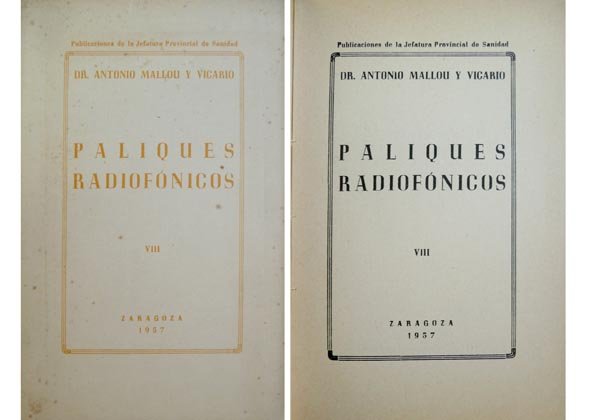 Publicaciones de la Jefatura Provincial de Sanidad
DR. ANTONIO MALLOU Y VICARIO
PALIQUES
RADIOFÓNICOS
VIII
ZARAGOZA
1957
Publicaciones de la Jefatura Provincial de Sanidad
DR. ANTONIO MALLOU Y VICARIO
PALIQUES
RADIOFÓNICOS
VIII
ZARAGOZA
1957